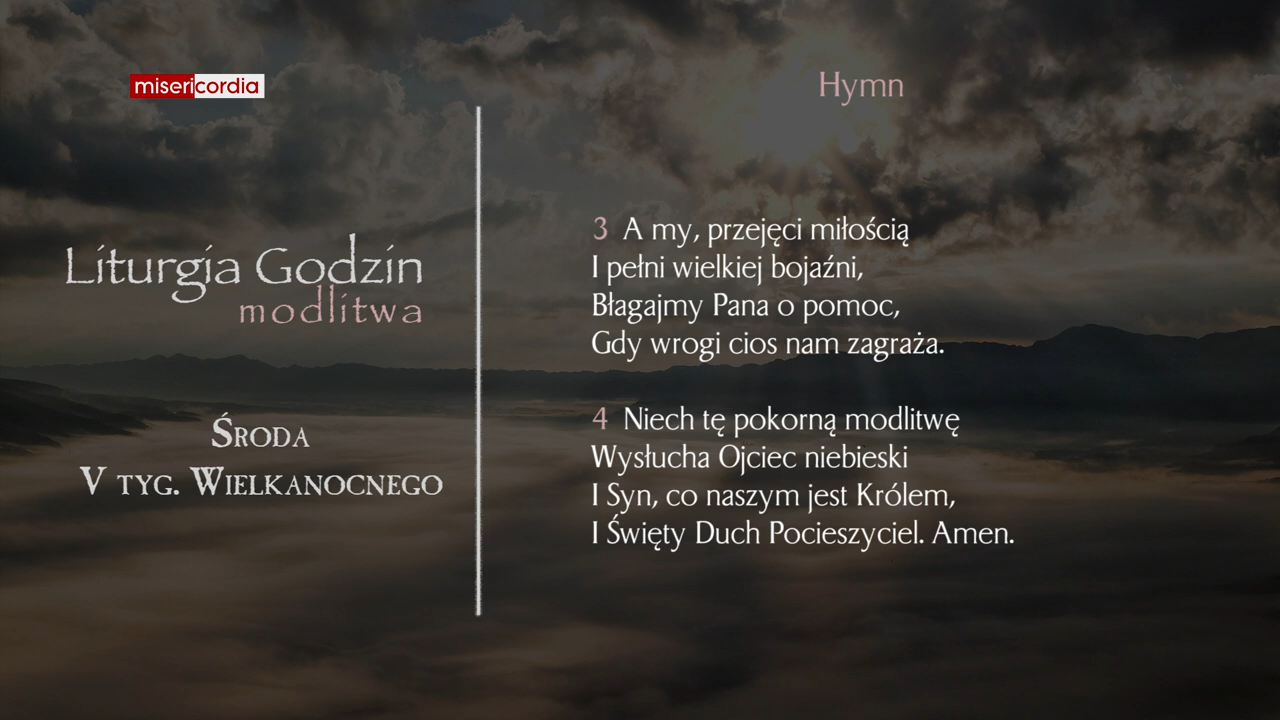 misericordia
Liturgia Godzin
modlitwa
Środa
V tyg. Wielkanocnego
Hymn
3 A my, przejęci miłością
I pełni wielkiej bojaźni,
Błagajmy Pana o pomoc,
Gdy wrogi cios nam zagraża.
4 Niech tę pokorną modlitwę
Wysłucha Ojciec niebieski
I Syn, co naszym jest Królem,
I Święty Duch Pocieszyciel. Amen.